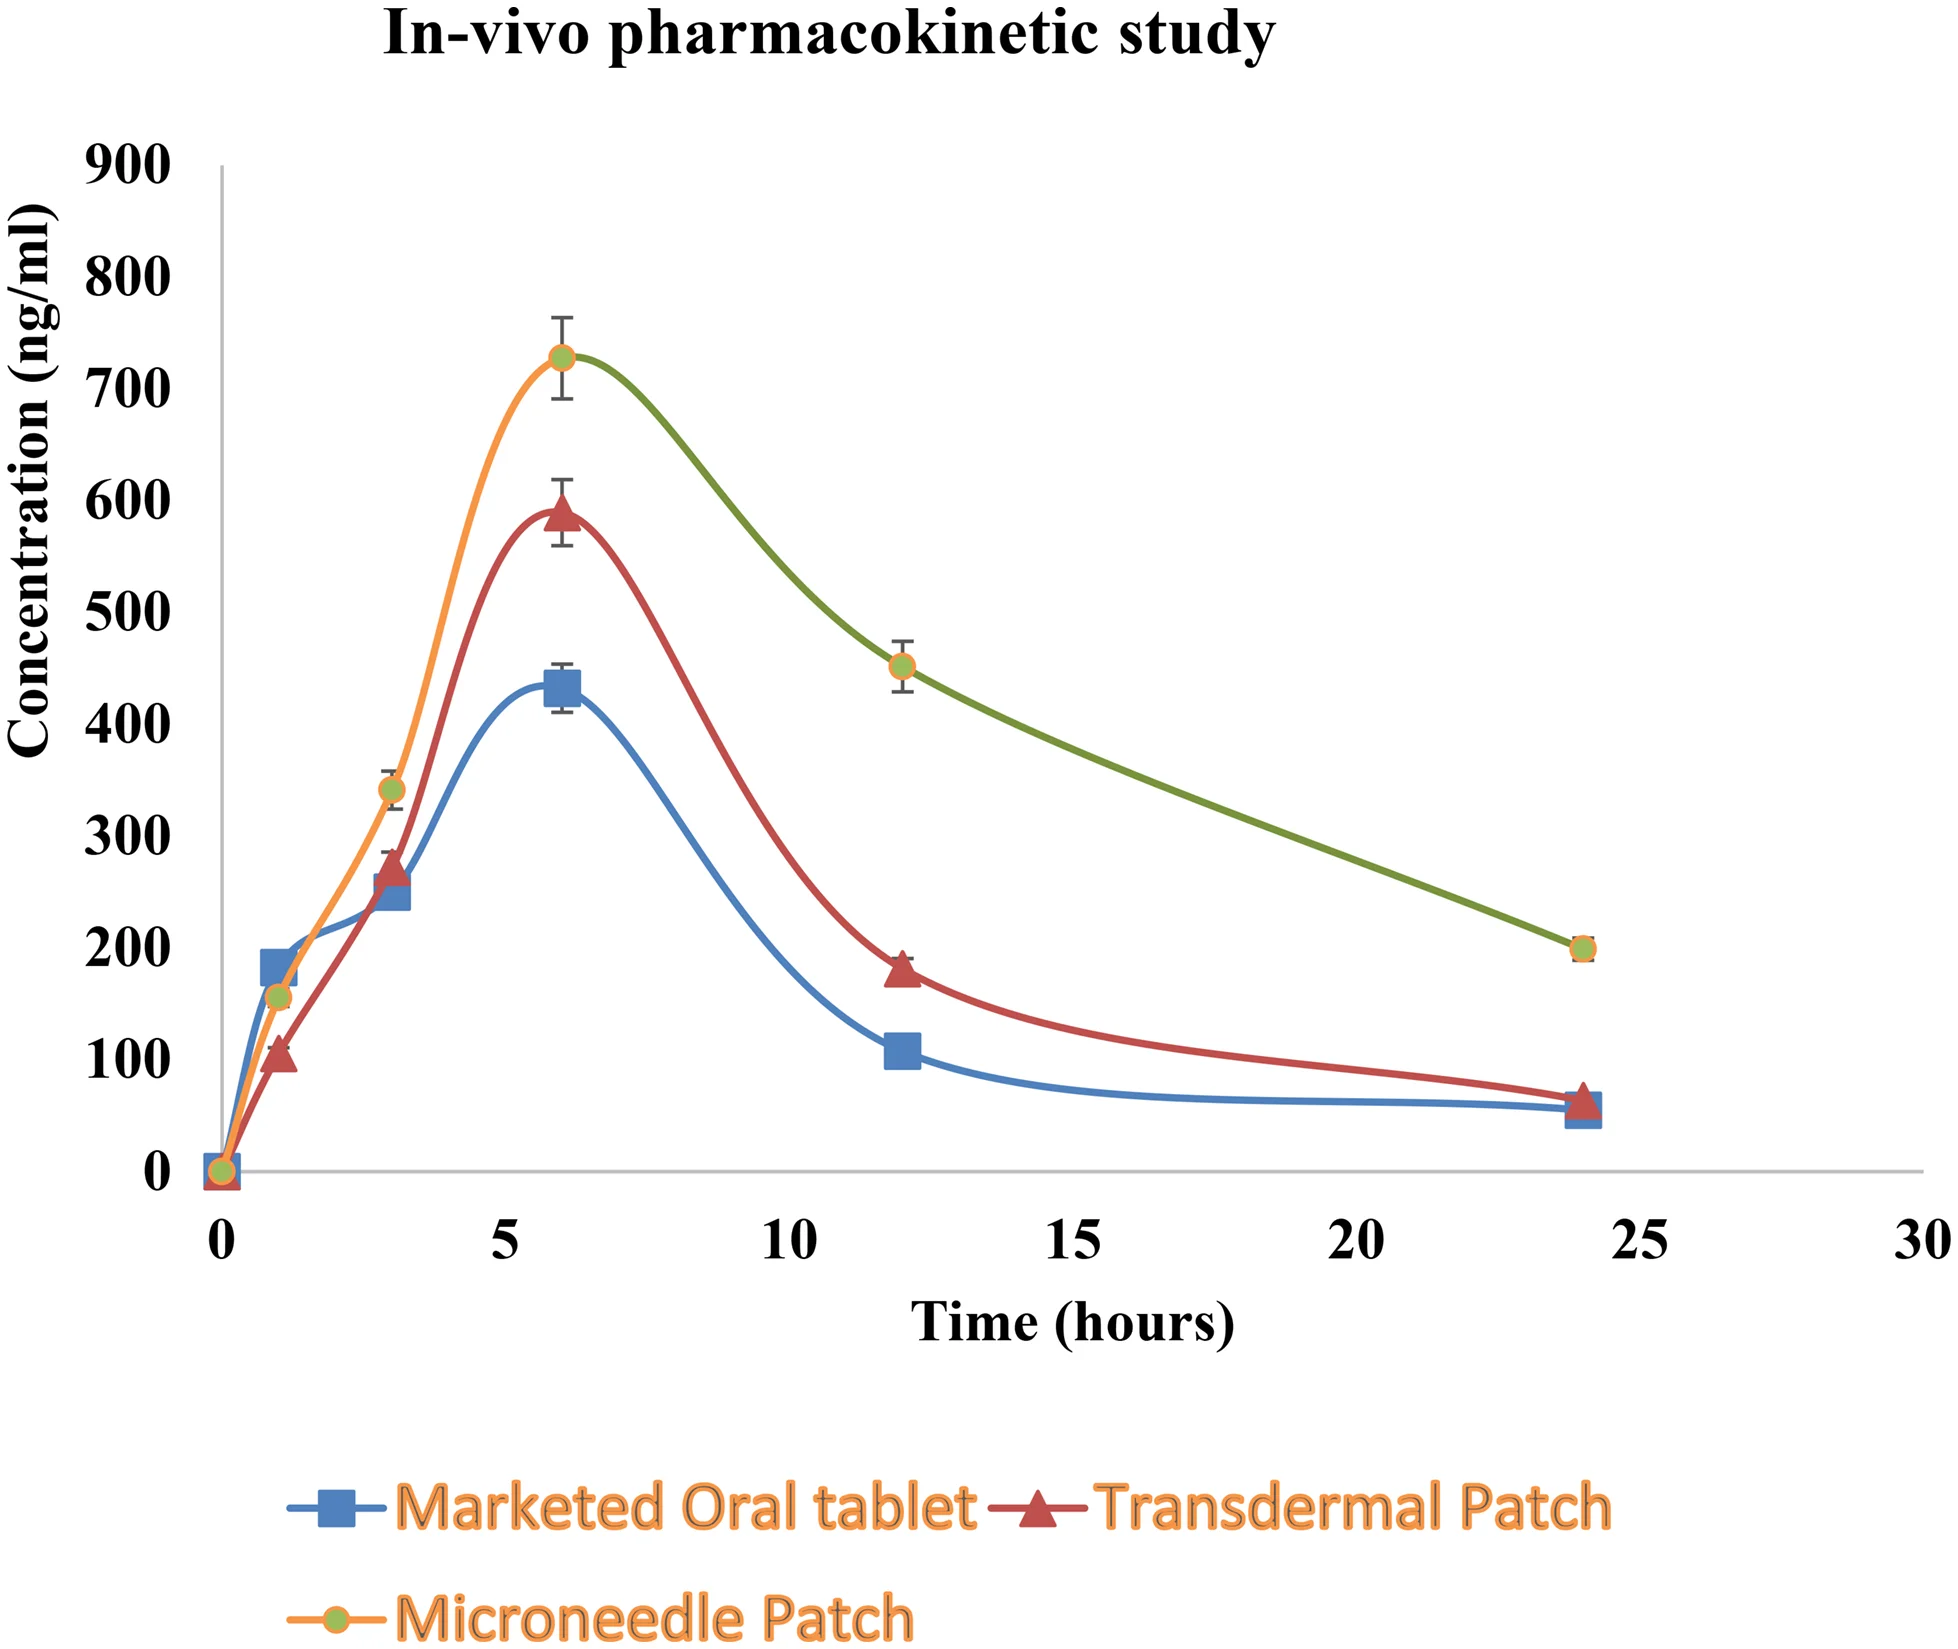 In-vivo pharmacokinetic study
Concentration (ng/ml)
900
800
700
600
500
400
300
200
100
0
0 5 10 15 20 25 30
Time (hours)
Marketed Oral tablet Transdermal Patch
Microneedle Patch